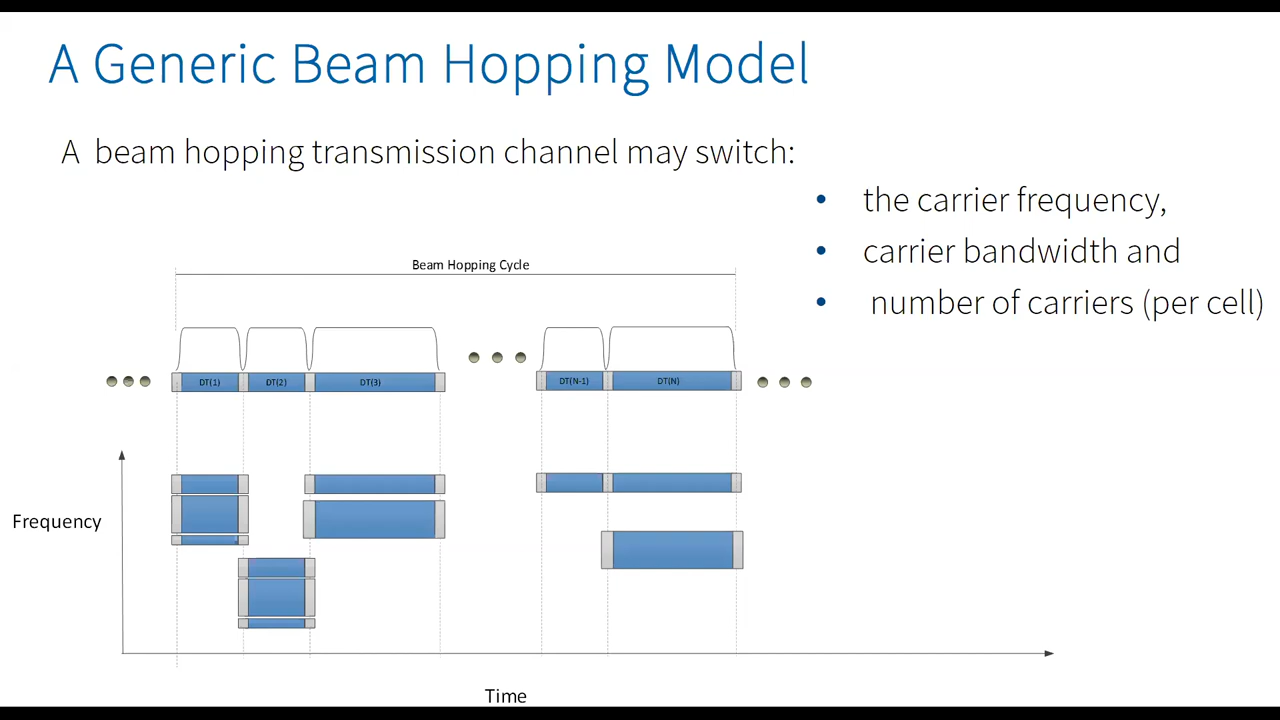 A Generic Beam Hopping Model
A beam hopping transmission channel may switch:
• the carrier frequency,
• carrier bandwidth and
• number of carriers (per cell)
Beam Hopping Cycle
DT(1) DT(2) DT(3) DT(N-1) DT(N)
Frequency
Time